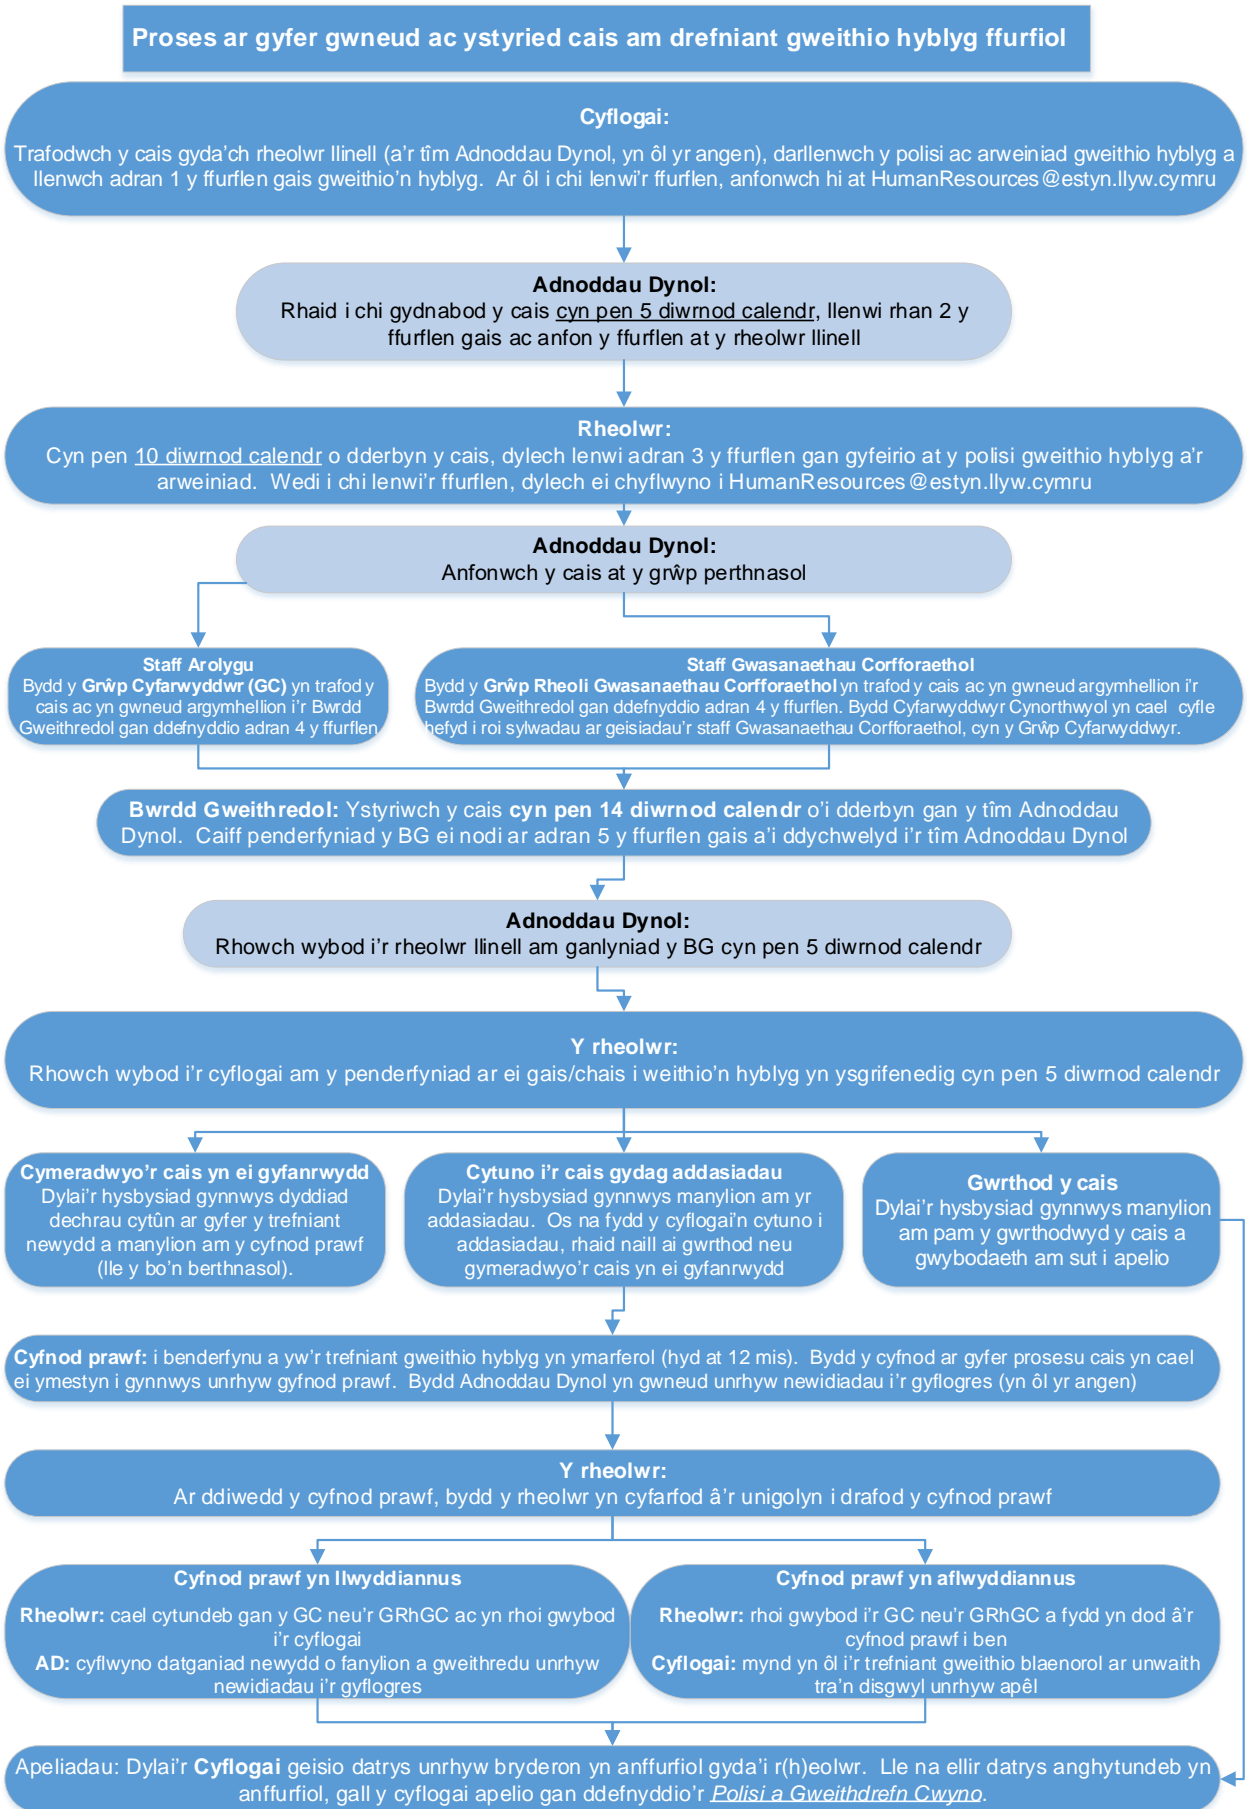 Proses ar gyfer gwneud ac ystyried cais am drefniant gweithio hyblyg ffurfiol
Cyflogai:
Trafodwch y cais gyda'ch rheolwr llinell (a'r tîm Adnoddau Dynol, yn ôl yr angen), darllenwch y polisi ac arweiniad gweithio hyblyg a
llenwch adran 1 y ffurflen gais gweithio'n hyblyg. Ar ôl i chi lenwi'r ffurflen, anfonwch hi at HumanResources@estyn.llyw.cymru
Adnoddau Dynol:
Rhaid i chi gydnabod y cais cyn pen 5 diwrnod calendr, llenwi rhan 2 y
ffurflen gais ac anfon y ffurflen at y rheolwr llinell
Rheolwr:
Cyn pen 10 diwrnod calendr o dderbyn y cais, dylech lenwi adran 3 y ffurflen gan gyfeirio at y polisi gweithio hyblyg a'r
arweiniad. Wedi i chi lenwi'r ffurflen, dylech ei chyflwyno i HumanResources@estyn.llyw.cymru
Adnoddau Dynol:
Anfonwch y cais at y grŵp perthnasol
Staff Arolygu
Bydd y Grŵp Cyfarwyddwr (GC) yn trafod y
cais ac yn gwneud argymhellion i'r Bwrdd
Gweithredol gan ddefnyddio adran 4 y ffurflen
Staff Gwasanaethau Corfforaethol
Bydd y Grŵp Rheoli Gwasanaethau Corfforaethol yn trafod y cais ac yn gwneud argymhellion i'r
Bwrdd Gweithredol gan ddefnyddio adran 4 y ffurflen. Bydd Cyfarwyddwyr Cynorthwyol yn cael cyfle
hefyd i roi sylwadau ar geisiadau'r staff Gwasanaethau Corfforaethol, cyn y Grŵp Cyfarwyddwyr.
Bwrdd Gweithredol: Ystyriwch y cais cyn pen 14 diwrnod calendr o'i dderbyn gan y tîm Adnoddau
Dynol. Caiff penderfyniad y BG ei nodi ar adran 5 y ffurflen gais a'i ddychwelyd i'r tîm Adnoddau Dynol
Adnoddau Dynol:
Rhowch wybod i'r rheolwr llinell am ganlyniad y BG cyn pen 5 diwrnod calendr
Y rheolwr:
Rhowch wybod i'r cyflogai am y penderfyniad ar ei gais/chais i weithio'n hyblyg yn ysgrifenedig cyn pen 5 diwrnod calendr
Cymeradwyo'r cais yn ei gyfanrwydd
Dylai'r hysbysiad gynnwys dyddiad
dechrau cytûn ar gyfer y trefniant
newydd a manylion am y cyfnod prawf
(lle y bo'n berthnasol).
Cytuno i'r cais gydag addasiadau
Dylai'r hysbysiad gynnwys manylion am yr
addasiadau. Os na fydd y cyflogai'n cytuno i
addasiadau, rhaid naill ai gwrthod neu
gymeradwyo'r cais yn ei gyfanrwydd
Gwrthod y cais
Dylai'r hysbysiad gynnwys manylion
am pam y gwrthodwyd y cais a
gwybodaeth am sut i apelio
Cyfnod prawf: i benderfynu a yw'r trefniant gweithio hyblyg yn ymarferol (hyd at 12 mis). Bydd y cyfnod ar gyfer prosesu cais yn cael
ei ymestyn i gynnwys unrhyw gyfnod prawf. Bydd Adnoddau Dynol yn gwneud unrhyw newidiadau i'r gyflogres (yn ôl yr angen)
Y rheolwr:
Ar ddiwedd y cyfnod prawf, bydd y rheolwr yn cyfarfod â'r unigolyn i drafod y cyfnod prawf
Cyfnod prawf yn llwyddiannus
Rheolwr: cael cytundeb gan y GC neu'r GRhGC ac yn rhoi gwybod
i'r cyflogai
AD: cyflwyno datganiad newydd o fanylion a gweithredu unrhyw
newidiadau i'r gyflogres
Cyfnod prawf yn aflwyddiannus
Rheolwr: rhoi gwybod i'r GC neu'r GRhGC a fydd yn dod â'r
cyfnod prawf i ben
Cyflogai: mynd yn ôl i'r trefniant gweithio blaenorol ar unwaith
tra'n disgwyl unrhyw apêl
Apeliadau: Dylai'r Cyflogai geisio datrys unrhyw bryderon yn anffurfiol gyda'i r(h)eolwr. Lle na ellir datrys anghytundeb yn
anffurfiol, gall y cyflogai apelio gan ddefnyddio'r Polisi a Gweithdrefn Cwyno.